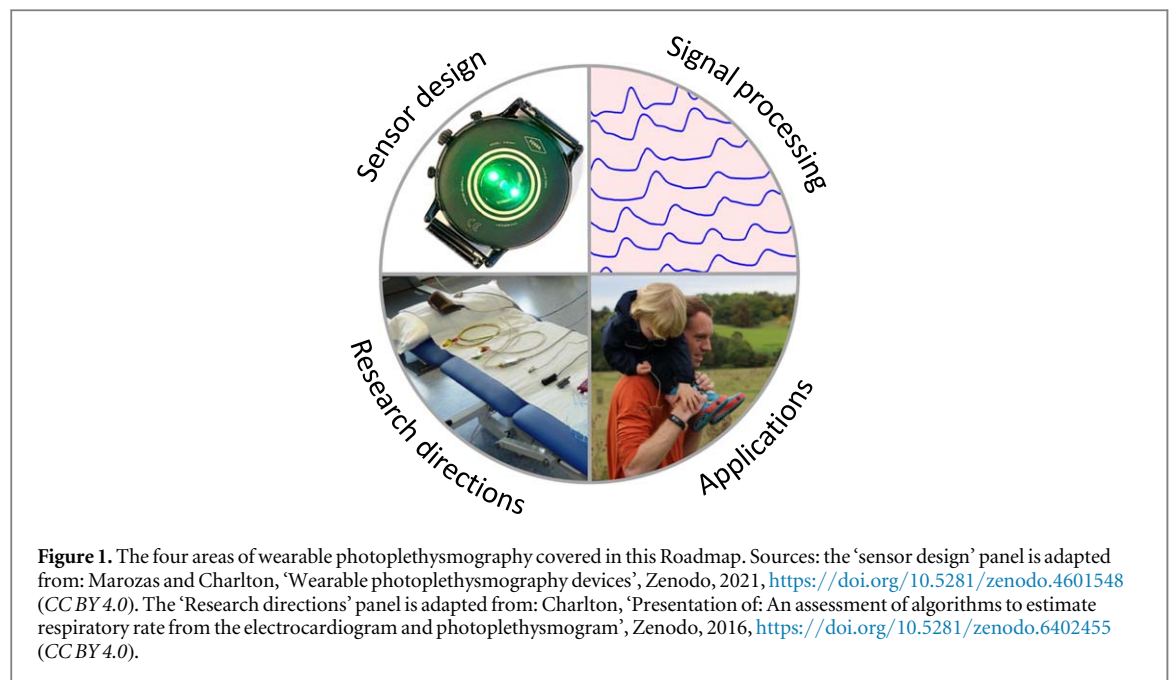 Sensor design
Signal processing
Research directions
Applications
Figure 1. The four areas of wearable photoplethysmography covered in this Roadmap. Sources: the ‘sensor design’ panel is adapted
from: Marozas and Charlton, ‘Wearable photoplethysmography devices’, Zenodo, 2021, https://doi.org/10.5281/zenodo.4601548
(CC BY 4.0). The ‘Research directions’ panel is adapted from: Charlton, ‘Presentation of: An assessment of algorithms to estimate
respiratory rate from the electrocardiogram and photoplethysmogram’, Zenodo, 2016, https://doi.org/10.5281/zenodo.6402455
(CC BY 4.0).